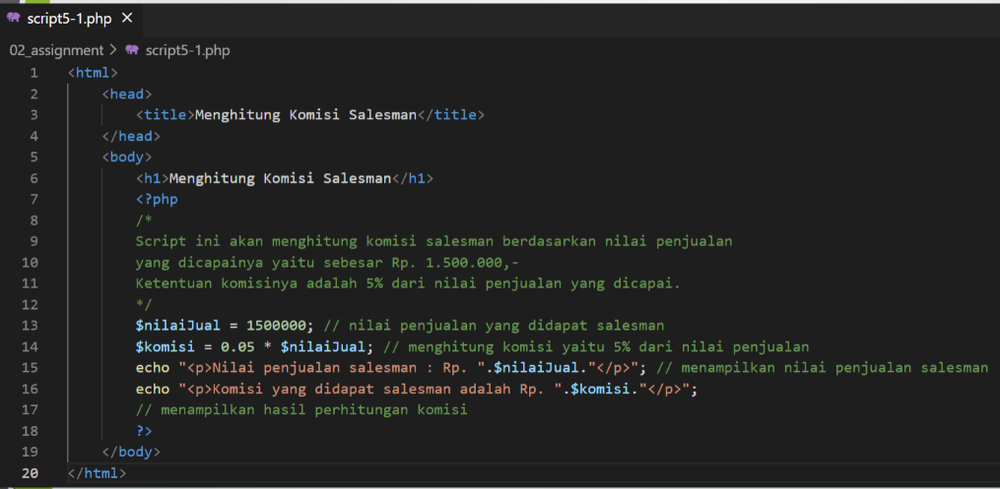 script5-1.php ×
02_assignment > script5-1.php
1 <html>
2 <head>
3 <title>Menghitung Komisi Salesman</title>
4 </head>
5 <body>
6 <h1>Menghitung Komisi Salesman</h1>
7 <?php
8 /*
9 Script ini akan menghitung komisi salesman berdasarkan nilai penjualan
10 yang dicapainya yaitu sebesar Rp. 1.500.000,-
11 Ketentuan komisinya adalah 5% dari nilai penjualan yang dicapai.
12 */
13 $nilaiJual = 1500000; // nilai penjualan yang didapat salesman
14 $komisi = 0.05 * $nilaiJual; // menghitung komisi yaitu 5% dari nilai penjualan
15 echo "<p>Nilai penjualan salesman : Rp. ".$nilaiJual."</p>"; // menampilkan nilai penjualan salesman
16 echo "<p>Komisi yang didapat salesman adalah Rp. ".$komisi."</p>";
17 // menampilkan hasil perhitungan komisi
18 ?>
19 </body>
20 </html>